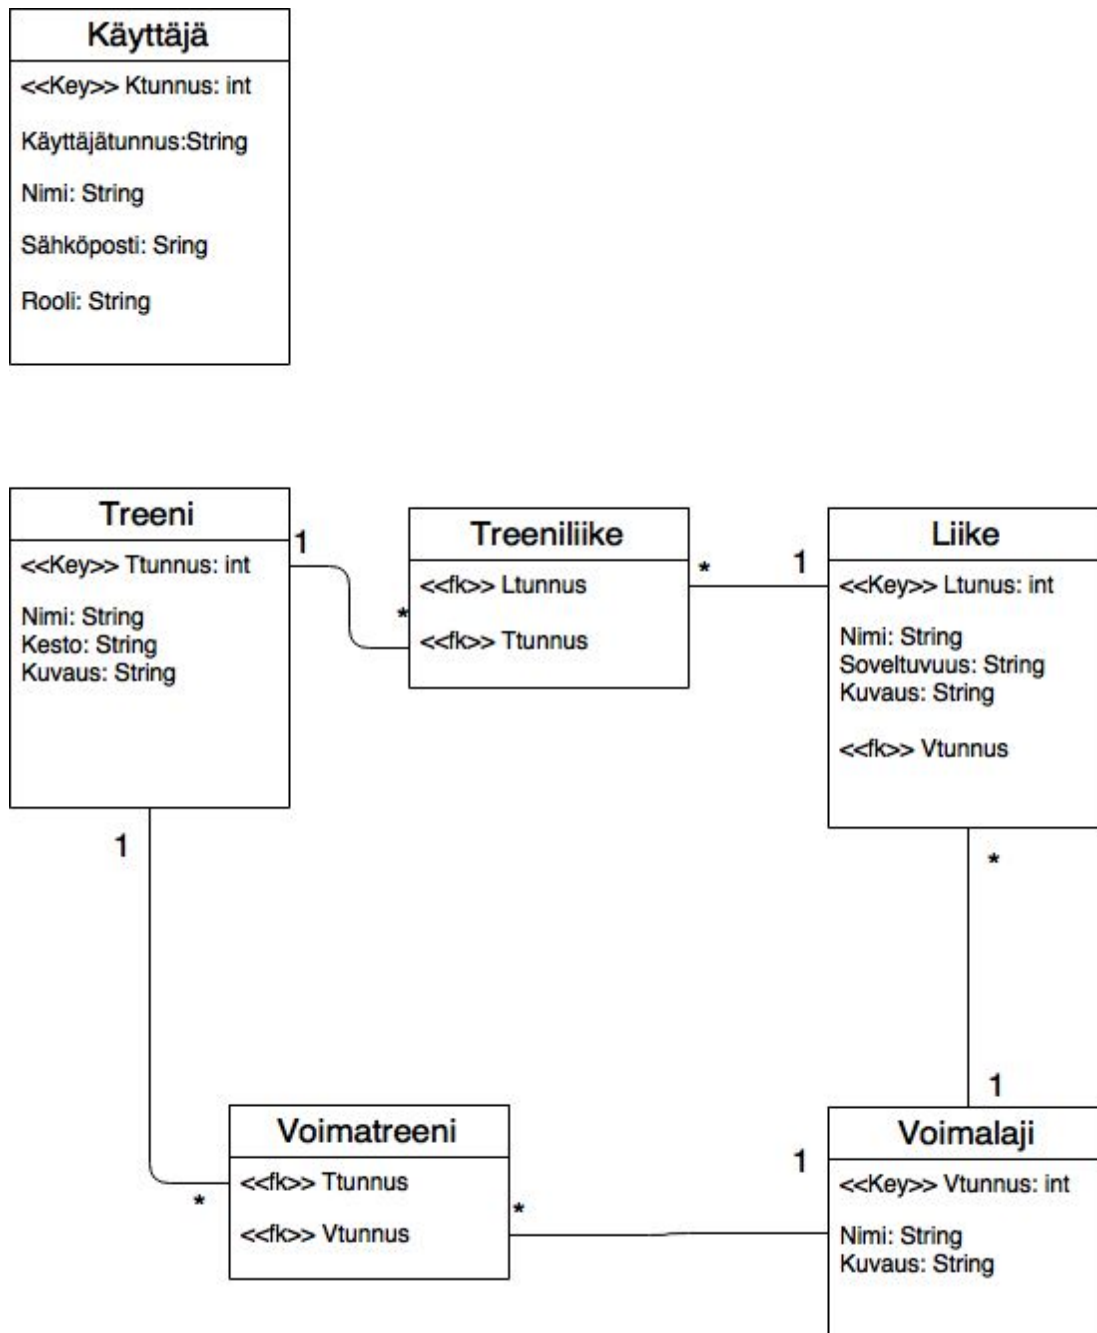 Käyttäjä
<<Key>> Ktunnus: int
Käyttäjätunnus:String
Nimi: String
Sähköposti: Sring
Rooli: String
Treeni
<<Key>> Ttunnus: int
Nimi: String
Kesto: String
Kuvaus: String
1
*
Treeniliike
<<fk>> Ltunnus
<<fk>> Ttunnus
*
1
Liike
<<Key>> Ltunus: int
Nimi: String
Soveltuvuus: String
Kuvaus: String
<<fk>> Vtunnus
1
*
*
1
Voimatreeni
<<fk>> Ttunnus
<<fk>> Vtunnus
*
1
Voimalaji
<<Key>> Vtunnus: int
Nimi: String
Kuvaus: String